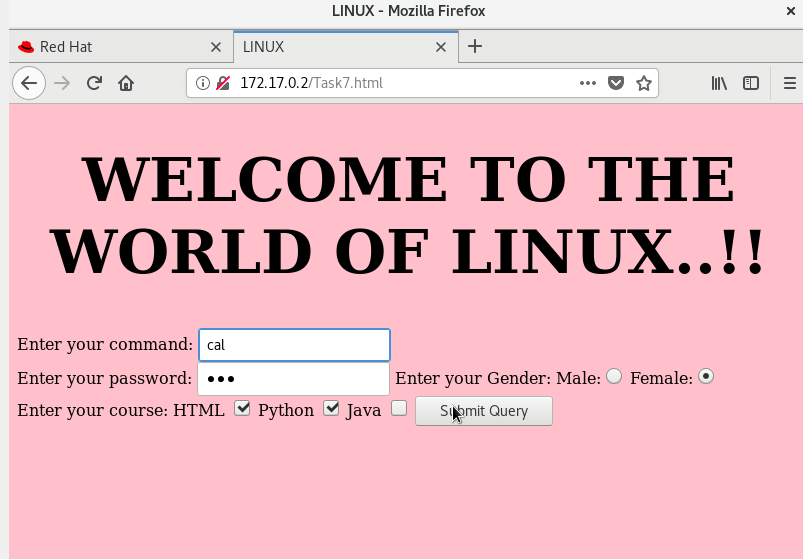 LINUX - Mozilla Firefox
Red Hat
LINUX
172.17.0.2/Task7.html
WELCOME TO THE
WORLD OF LINUX..!!
Enter your command: cal
Enter your password: ●●● Enter your Gender: Male: Female:
Enter your course: HTML Python Java Submit Query